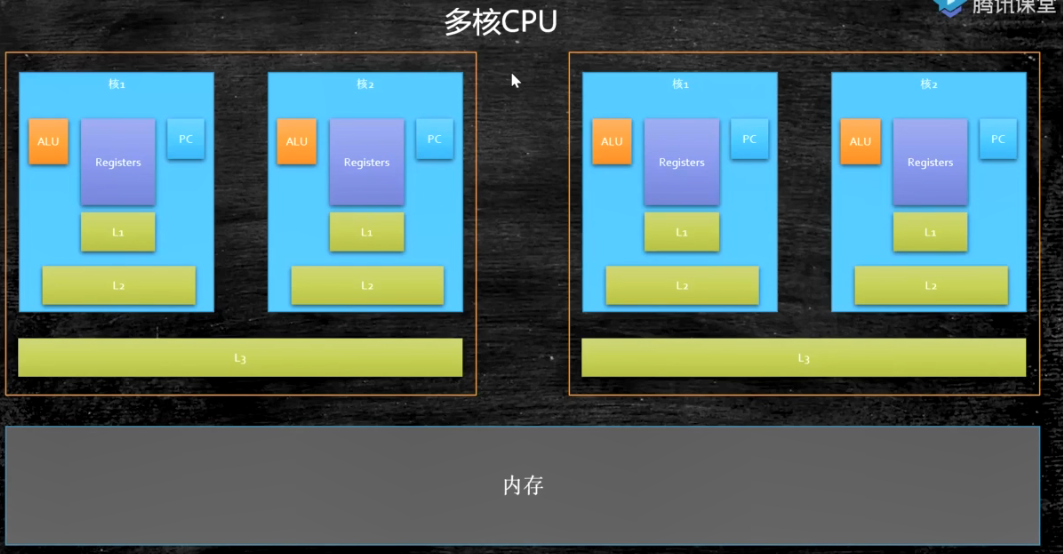 多核CPU
腾讯课堂
核1
核2
核1
核2
ALU
Registers
PC
ALU
Registers
PC
ALU
Registers
PC
ALU
Registers
PC
L1
L1
L1
L1
L2
L2
L2
L2
L3
L3
内存